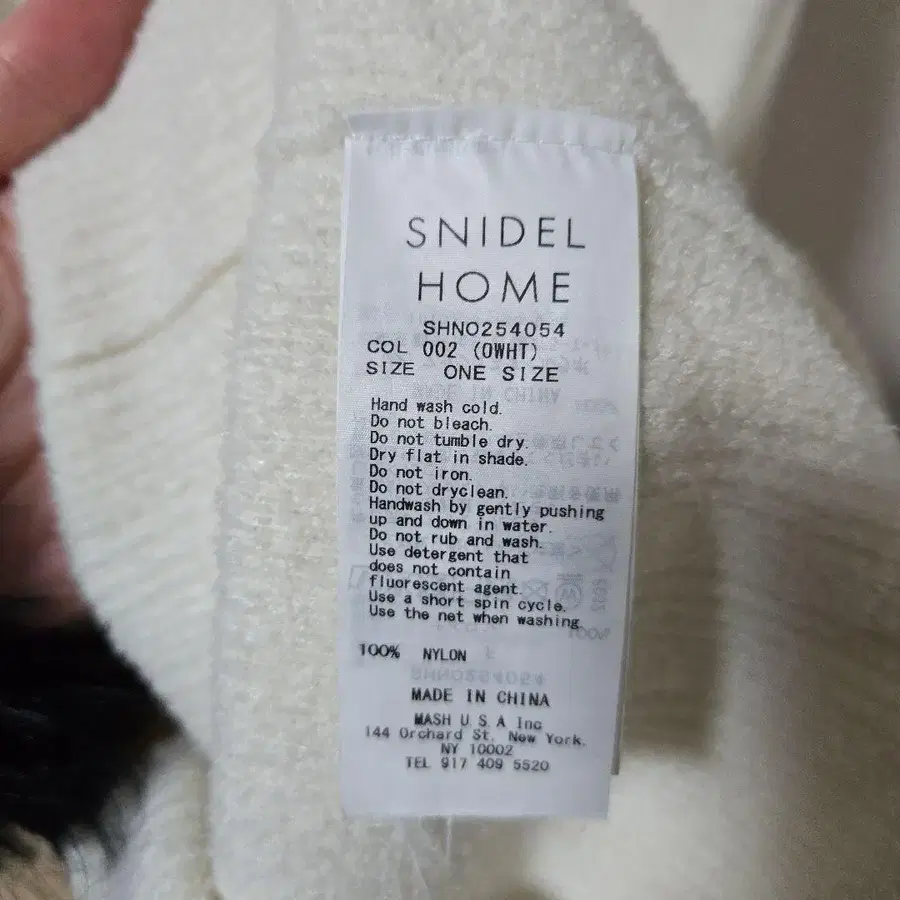 SNIDEL
HOME
SHNO254054
COL 002 (OWHT)
SIZE ONE SIZE
Hand wash cold.
Do not bleach.
Do not tumble dry.
Dry flat in shade.
Do not iron.
Do not dryclean.
Handwash by gently pushing
up and down in water.
Do not rub and wash.
Use detergent that
does not contain
fluorescent agent.
Use a short spin cycle.
Use the net when washing.
100% NYLON
MADE IN CHINA
MASH U.S.A Inc
144 Orchard St. New York.
NY 10002
TEL 917 409 5520